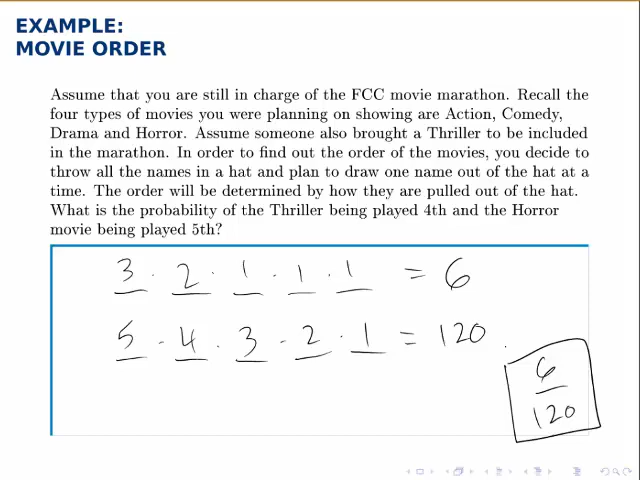 EXAMPLE:
MOVIE ORDER
Assume that you are still in charge of the FCC movie marathon. Recall the
four types of movies you were planning on showing are Action, Comedy,
Drama and Horror. Assume someone also brought a Thriller to be included
in the marathon. In order to find out the order of the movies, you decide to
throw all the names in a hat and plan to draw one name out of the hat at a
time. The order will be determined by how they are pulled out of the hat.
What is the probability of the Thriller being played 4th and the Horror
movie being played 5th?
3 · 2 · 1 · 1 · 1 = 6
5 · 4 · 3 · 2 · 1 = 120
6
120